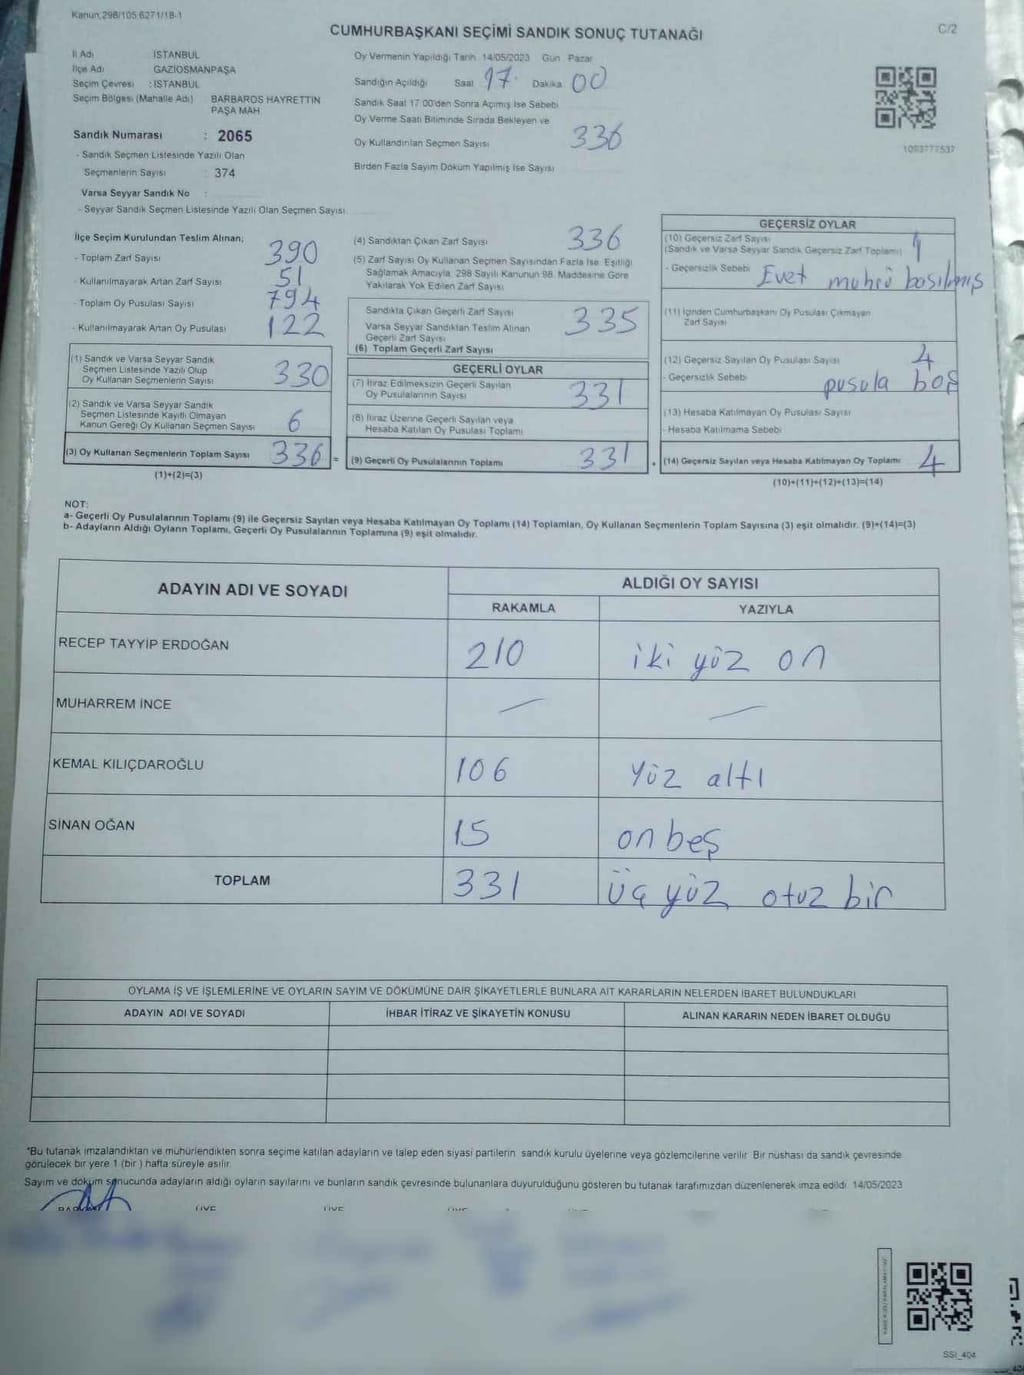 Kanun, 298/105 6271/18-1
CUMHURBAŞKANI SEÇİMİ SANDIK SONUÇ TUTANAĞI
C/2
İl Adı İSTANBUL
İlçe Adı GAZİOSMANPAŞA
Seçim Çevresi : İSTANBUL
Seçim Bölgesi (Mahalle Adı) BARBAROS HAYRETTIN
PAŞA MAH
Sandık Numarası : 2065
- Sandık Seçmen Listesinde Yazılı Olan
Seçmenlerin Sayısı : 374
Varsa Seyyar Sandık No :
- Seyyar Sandık Seçmen Listesinde Yazılı Olan Seçmen Sayısı
Oy Vermenin Yapıldığı Tarih 14/05/2023 Gün Pazar
Sandığın Açıldığı Saat 17 Dakika 00
Sandık Saat 17.00'den Sonra Açımış İse Sebebi
Oy Verme Saati Bitiminde Sırada Bekleyen ve
Oy Kullandırılan Seçmen Sayısı 336
Birden Fazla Sayım Döküm Yapılmış İse Sayısı
1093777537
İlçe Seçim Kurulundan Teslim Alınan;
- Toplam Zarf Sayısı 390
- Kullanılmayarak Artan Zarf Sayısı 51
- Toplam Oy Pusulası Sayısı 794
- Kullanılmayarak Artan Oy Pusulası 122
(1) Sandık ve Varsa Seyyar Sandık
Seçmen Listesinde Yazılı Olup
Oy Kullanan Seçmenlerin Sayısı 330
(2) Sandık ve Varsa Seyyar Sandık
Seçmen Listesinde Kayıtlı Olmayan
Kanun Gereği Oy Kullanan Seçmen Sayısı 6
(3) Oy Kullanan Seçmenlerin Toplam Sayısı 336 =
(1)+(2)=(3)
(4) Sandıktan Çıkan Zarf Sayısı 336
(5) Zarf Sayısı Oy Kullanan Seçmen Sayısından Fazla İse, Eşitliği
Sağlamak Amacıyla, 298 Sayılı Kanunun 98. Maddesine Göre
Yakılarak Yok Edilen Zarf Sayısı
Sandıkta Çıkan Geçerli Zarf Sayısı
Varsa Seyyar Sandıktan Teslim Alınan
Geçerli Zarf Sayısı
(6) Toplam Geçerli Zarf Sayısı 335
GEÇERLİ OYLAR
(7) İtiraz Edilmeksizin Geçerli Sayılan
Oy Pusulalarının Sayısı 331
(8) İtiraz Üzerine Geçerli Sayılan veya
Hesaba Katılan Oy Pusulası Toplamı
(9) Geçerli Oy Pusulalarının Toplamı 331
GEÇERSİZ OYLAR
(10) Geçersiz Zarf Sayısı
(Sandık ve Varsa Seyyar Sandık Geçersiz Zarf Toplamı) 1
- Geçersizlik Sebebi Evet mührü basılmış
(11) İçinden Cumhurbaşkanı Oy Pusulası Çıkmayan
Zarf Sayısı
(12) Geçersiz Sayılan Oy Pusulası Sayısı 4
- Geçersizlik Sebebi pusula boş
(13) Hesaba Katılmayan Oy Pusulası Sayısı
- Hesaba Katılmama Sebebi
(14) Geçersiz Sayılan veya Hesaba Katılmayan Oy Toplamı 4
(10)+(11)+(12)+(13)=(14)
NOT:
a- Geçerli Oy Pusulalarının Toplamı (9) ile Geçersiz Sayılan veya Hesaba Katılmayan Oy Toplamı (14) Toplamları, Oy Kullanan Seçmenlerin Toplam Sayısına (3) eşit olmalıdır. (9)+(14)=(3)
b- Adayların Aldığı Oyların Toplamı, Geçerli Oy Pusulalarının Toplamına (9) eşit olmalıdır.
ADAYIN ADI VE SOYADI ALDIĞI OY SAYISI
RAKAMLA YAZIYLA
RECEP TAYYİP ERDOĞAN 210 iki yüz on
MUHARREM İNCE — —
KEMAL KILIÇDAROĞLU 106 Yüz altı
SİNAN OĞAN 15 on beş
TOPLAM 331 üç yüz otuz bir
OYLAMA İŞ VE İŞLEMLERİNE VE OYLARIN SAYIM VE DÖKÜMÜNE DAİR ŞİKAYETLERLE BUNLARA AİT KARARLARIN NELERDEN İBARET BULUNDUKLARI
ADAYIN ADI VE SOYADI İHBAR İTİRAZ VE ŞİKAYETİN KONUSU ALINAN KARARIN NEDEN İBARET OLDUĞU
*Bu tutanak imzalandıktan ve mühürlendikten sonra seçime katılan adayların ve talep eden siyasi partilerin sandık kurulu üyelerine veya gözlemcilerine verilir. Bir nüshası da sandık çevresinde
görülecek bir yere 1 (bir) hafta süreyle asılır.
Sayım ve döküm sonucunda adayların aldığı oyların sayılarını ve bunların sandık çevresinde bulunanlara duyurulduğunu gösteren bu tutanak tarafımızdan düzenlenerek imza edildi. 14/05/2023
ÜYE ÜYE
SSI_404